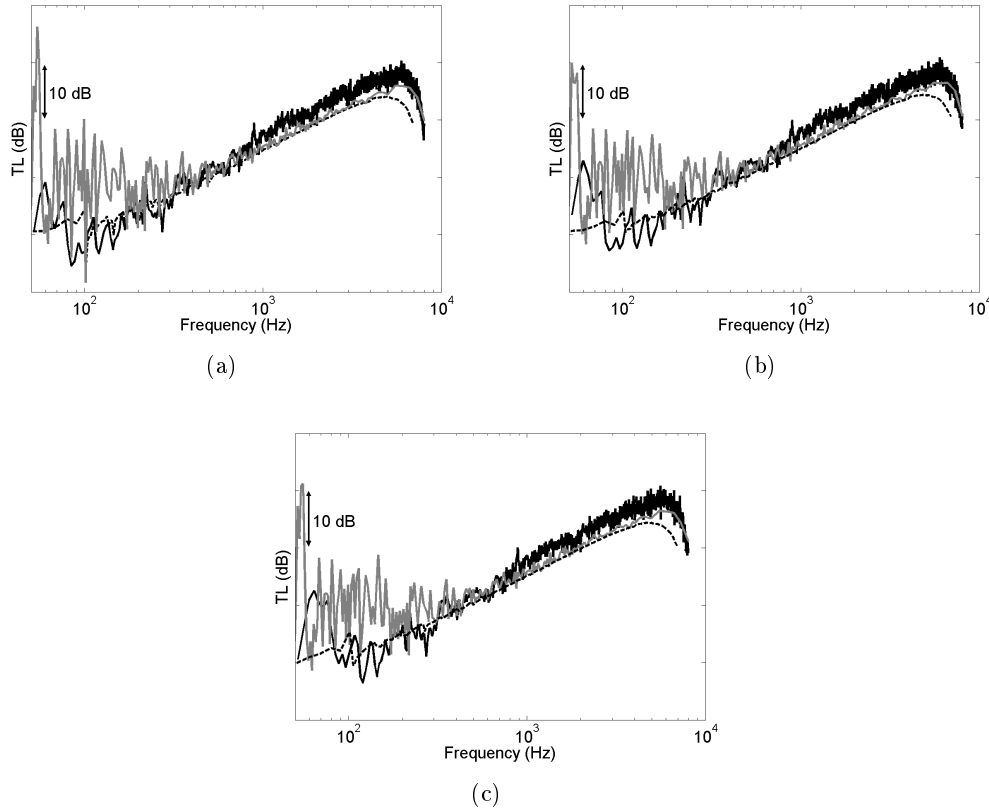 10 dB
TL (dB)
10² 10³ 10⁴
Frequency (Hz)
(a)
10 dB
TL (dB)
10² 10³ 10
Frequency (Hz)
(b)
10 dB
TL (dB)
10² 10³ 10⁴
Frequency (Hz)
(c)